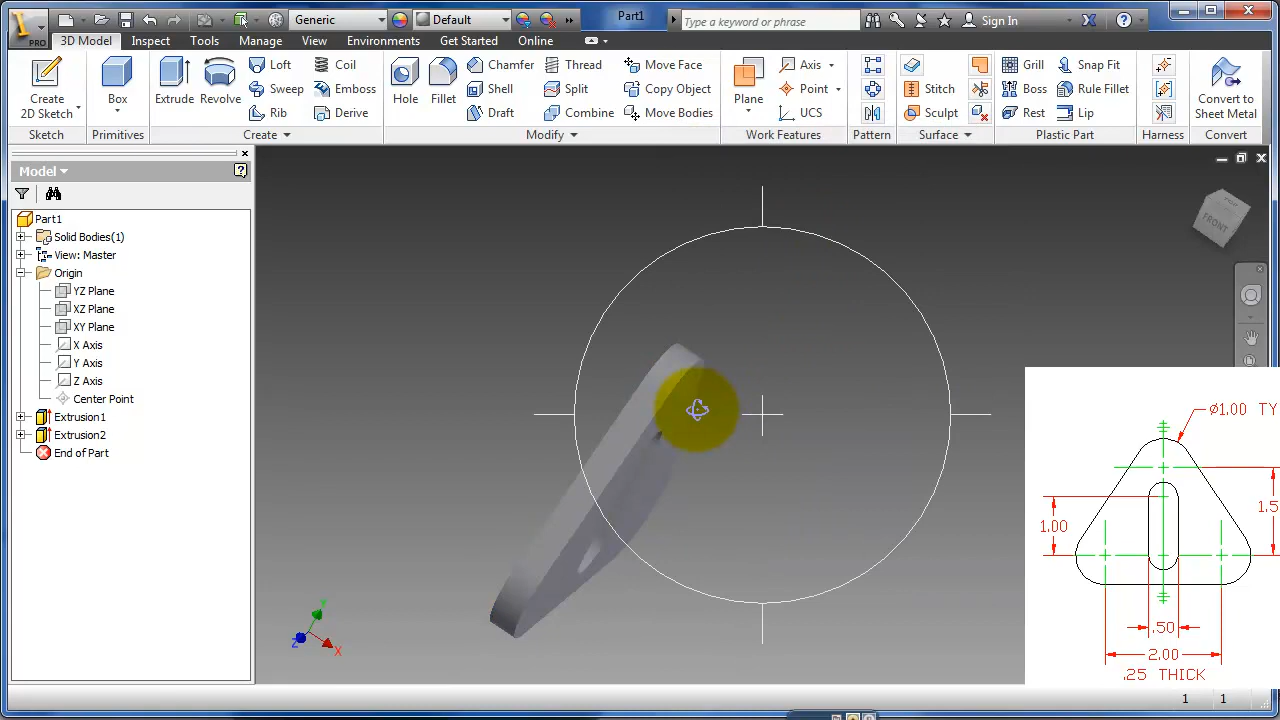 PRO
Generic
Default
Part1
Type a keyword or phrase
Sign In
3D Model
Inspect
Tools
Manage
View
Environments
Get Started
Online
Create
2D Sketch
Sketch
Box
Primitives
Extrude
Revolve
Loft
Sweep
Rib
Coil
Emboss
Derive
Create
Hole
Fillet
Chamfer
Shell
Draft
Thread
Split
Combine
Move Face
Copy Object
Move Bodies
Modify
Plane
Axis
Point
UCS
Work Features
Pattern
Stitch
Sculpt
Surface
Grill
Boss
Rest
Snap Fit
Rule Fillet
Lip
Plastic Part
Harness
Convert to
Sheet Metal
Convert
Model
Part1
Solid Bodies(1)
View: Master
Origin
YZ Plane
XZ Plane
XY Plane
X Axis
Y Axis
Z Axis
Center Point
Extrusion1
Extrusion2
End of Part
FRONT
Y
Z
X
ø1.00 TY
1.5
1.00
.50
2.00
.25 THICK
1 1